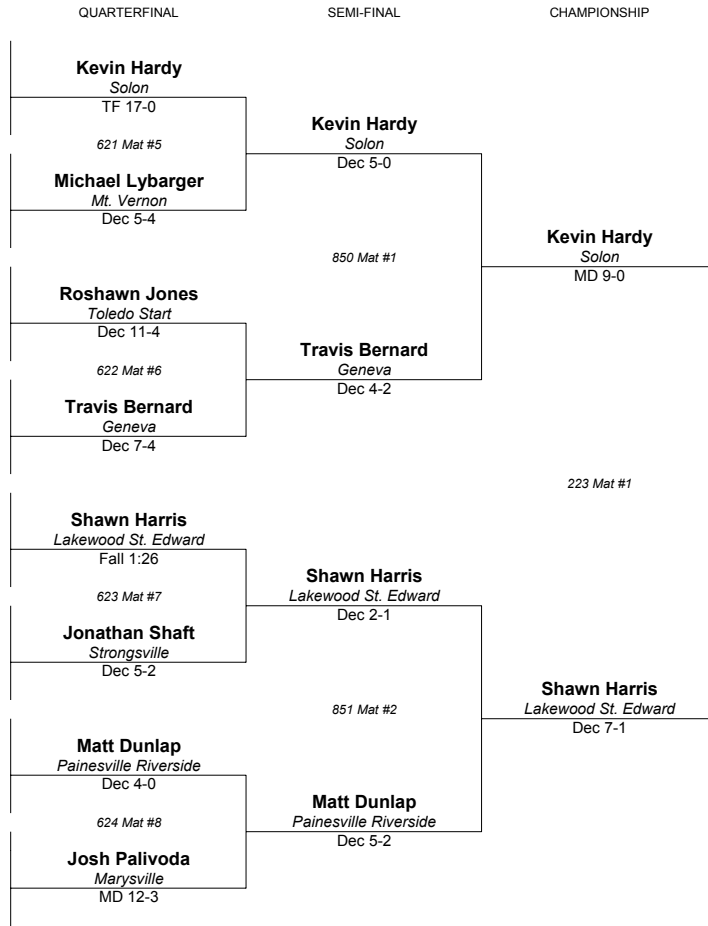 QUARTERFINAL SEMI-FINAL CHAMPIONSHIP
Kevin Hardy
Solon
TF 17-0
621 Mat #5
Michael Lybarger
Mt. Vernon
Dec 5-4
Kevin Hardy
Solon
Dec 5-0
Roshawn Jones
Toledo Start
Dec 11-4
622 Mat #6
Travis Bernard
Geneva
Dec 7-4
850 Mat #1
Travis Bernard
Geneva
Dec 4-2
Kevin Hardy
Solon
MD 9-0
223 Mat #1
Shawn Harris
Lakewood St. Edward
Fall 1:26
623 Mat #7
Jonathan Shaft
Strongsville
Dec 5-2
Shawn Harris
Lakewood St. Edward
Dec 2-1
851 Mat #2
Matt Dunlap
Painesville Riverside
Dec 4-0
624 Mat #8
Josh Palivoda
Marysville
MD 12-3
Matt Dunlap
Painesville Riverside
Dec 5-2
Shawn Harris
Lakewood St. Edward
Dec 7-1